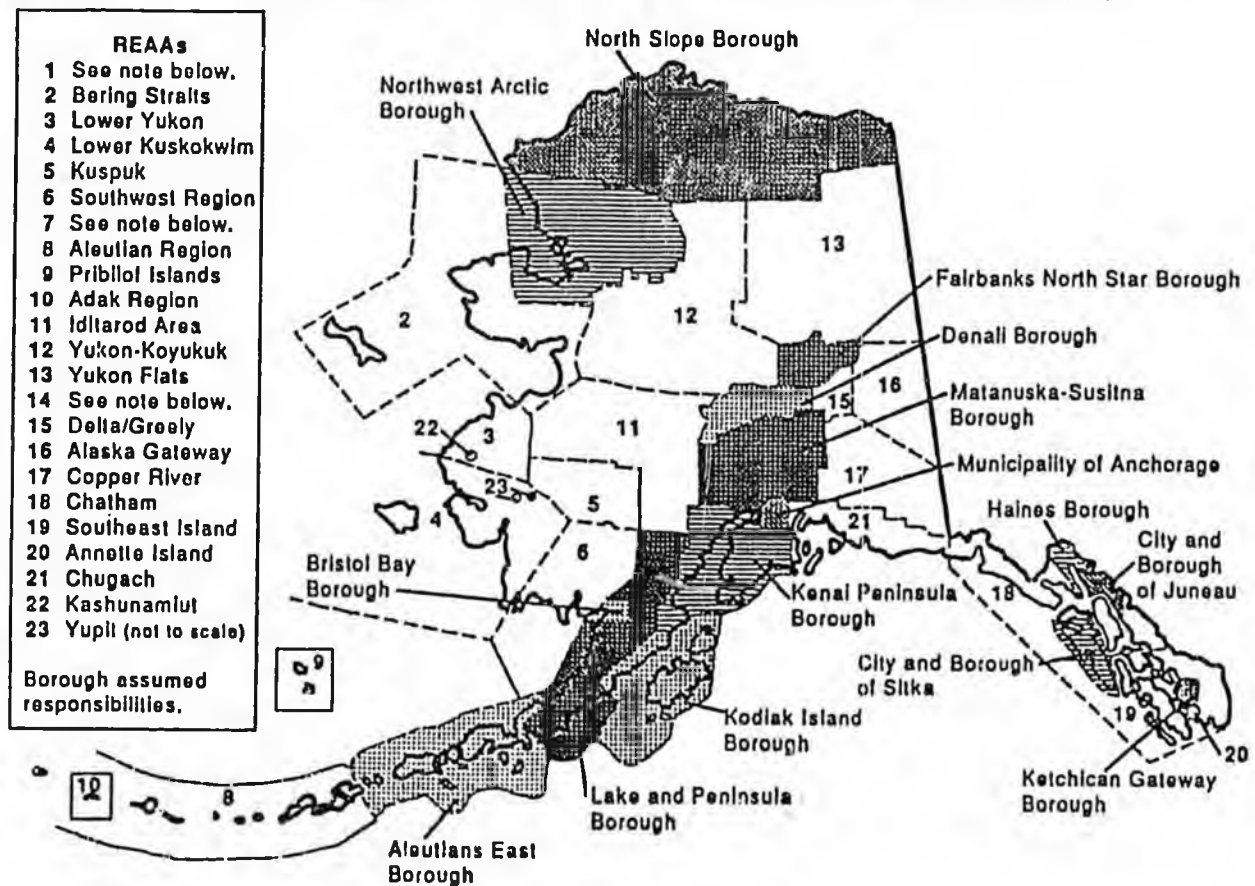 REAAs
1 See note below.
2 Bering Straits
3 Lower Yukon
4 Lower Kuskokwim
5 Kuspuk
6 Southwest Region
7 See note below.
8 Aleutian Region
9 Pribilof Islands
10 Adak Region
11 Iditarod Area
12 Yukon-Koyukuk
13 Yukon Flats
14 See note below.
15 Delta/Greely
16 Alaska Gateway
17 Copper River
18 Chatham
19 Southeast Island
20 Annette Island
21 Chugach
22 Kashunamiut
23 Yupiit (not to scale)
Borough assumed
responsibilities.
North Slope Borough
Northwest Arctic
Borough
13
Fairbanks North Star Borough
2
12
Denali Borough
16
15
Matanuska-Susitna
Borough
22
3
11
Municipality of Anchorage
17
23
5
4
21
Haines Borough
6
City and
Borough
of Juneau
Bristol Bay
Borough
Kenai Peninsula
Borough
18
9
City and Borough
of Sitka
Kodiak Island
Borough
19
20
10
8
Ketchican Gateway
Borough
Lake and Peninsula
Borough
Aleutians East
Borough